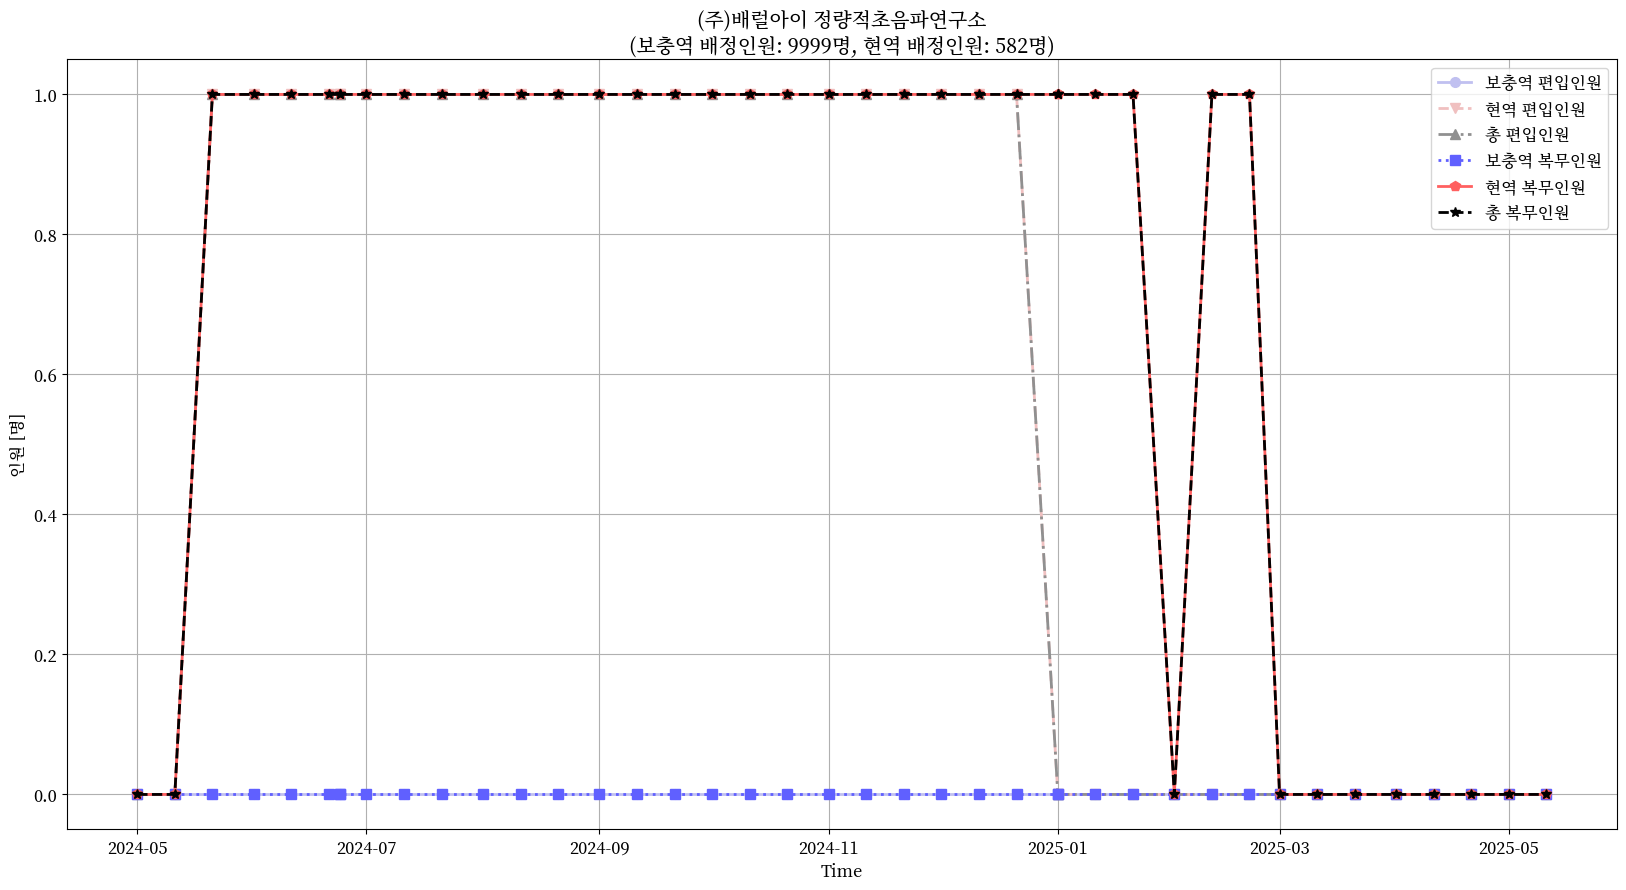 (주)배럴아이 정량적초음파연구소
(보충역 배정인원: 9999명, 현역 배정인원: 582명)
보충역 편입인원
현역 편입인원
총 편입인원
보충역 복무인원
현역 복무인원
총 복무인원
인원 [명]
1.0
0.8
0.6
0.4
0.2
0.0
2024-05
2024-07
2024-09
2024-11
2025-01
2025-03
2025-05
Time